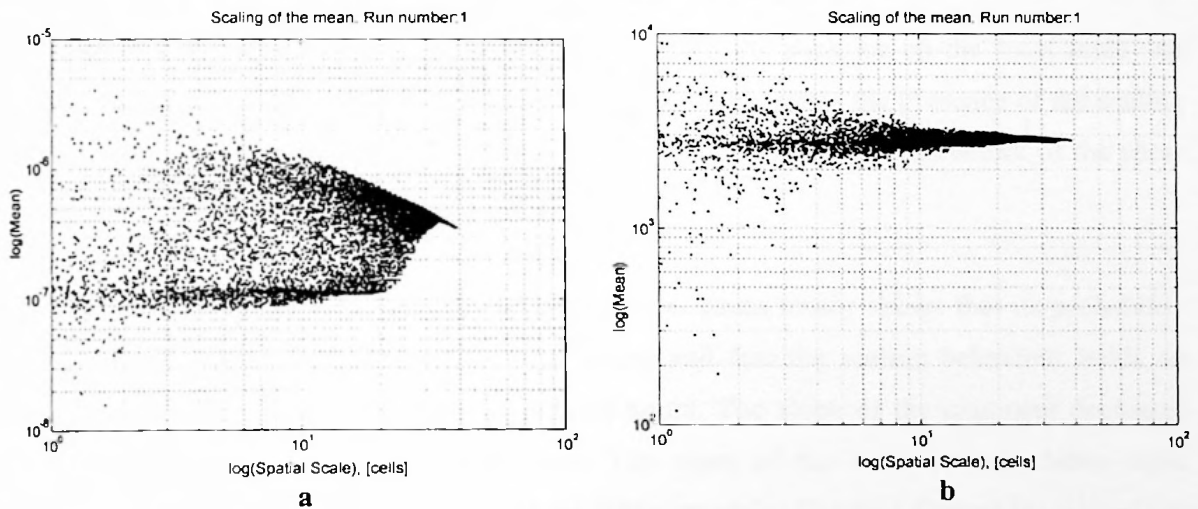 Scaling of the mean. Run number:1
10^-5
10^-6
10^-7
10^-8
log(Mean)
10^0
10^1
10^2
log(Spatial Scale), [cells]
a
Scaling of the mean. Run number:1
10^4
10^3
10^2
log(Mean)
10^0
10^1
10^2
log(Spatial Scale), [cells]
b